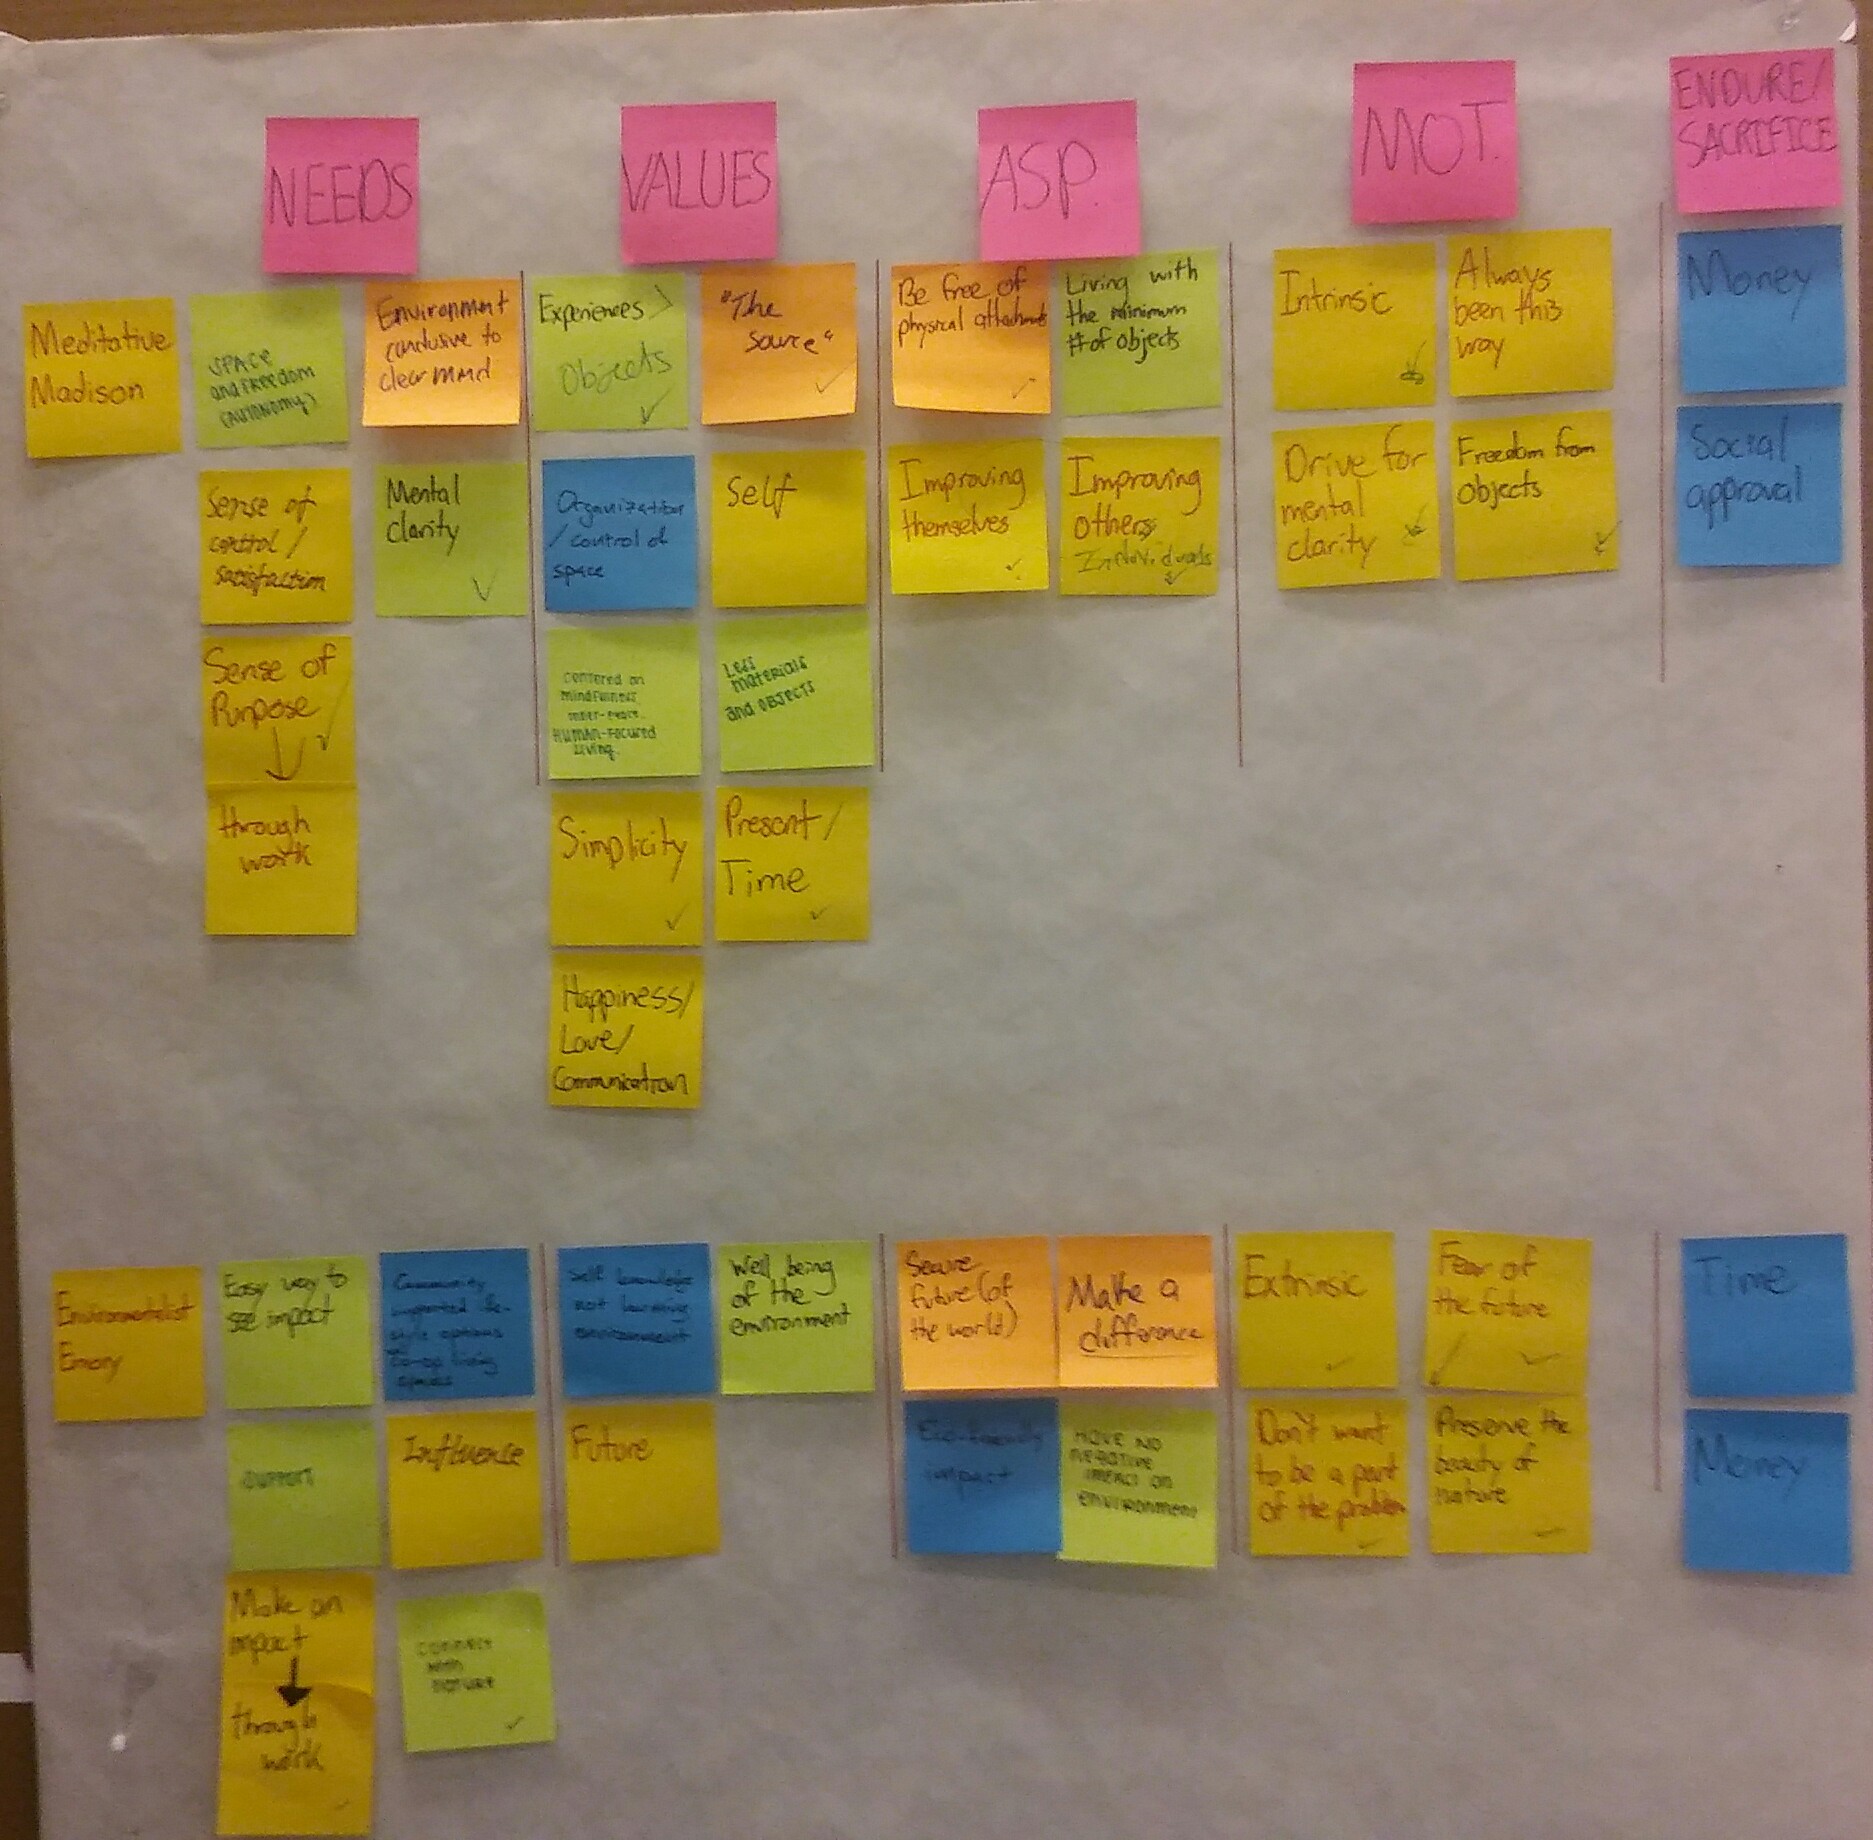 NEEDS
VALUES
ASP.
MOT.
ENDURE/
SACRIFICE
Meditative
Madison
SPACE
and FREEDOM
(AUTONOMY)
Environment
conducive to
clear mind
Sense of
control/
satisfaction
Mental
clarity
Sense of
Purpose
through
work
Experiences >
Objects
"The
Source"
Organization
/ control of
space
Self
centered on
mindfulness
inner-peace.
HUMAN-FOCUSED
Living.
Less
materials
and OBJECTS
Simplicity
Present/
Time
Happiness/
Love/
Communication
Be free of
physical attachments
Living with
the minimum
# of objects
Improving
themselves
Improving
others
Individuals
Intrinsic
Always
been this
way
Drive for
mental
clarity
Freedom from
objects
Money
Social
approval
Environmentalist
Emory
Easy way to
see impact
Community
supported life-
style options
co-op living
spaces
SUPPORT
Influence
Make an
impact
through
work
CONNECT
WITH
NATURE
Self knowledge
not hurting
environment
Well being
of the
environment
Future
Secure
future (of
the world)
Make a
difference
Eco-friendly
impact
HAVE NO
NEGATIVE
IMPACT ON
ENVIRONMENT
Extrinsic
Fear of
the future
Don't want
to be a part
of the problem
Preserve the
beauty of
nature
Time
Money